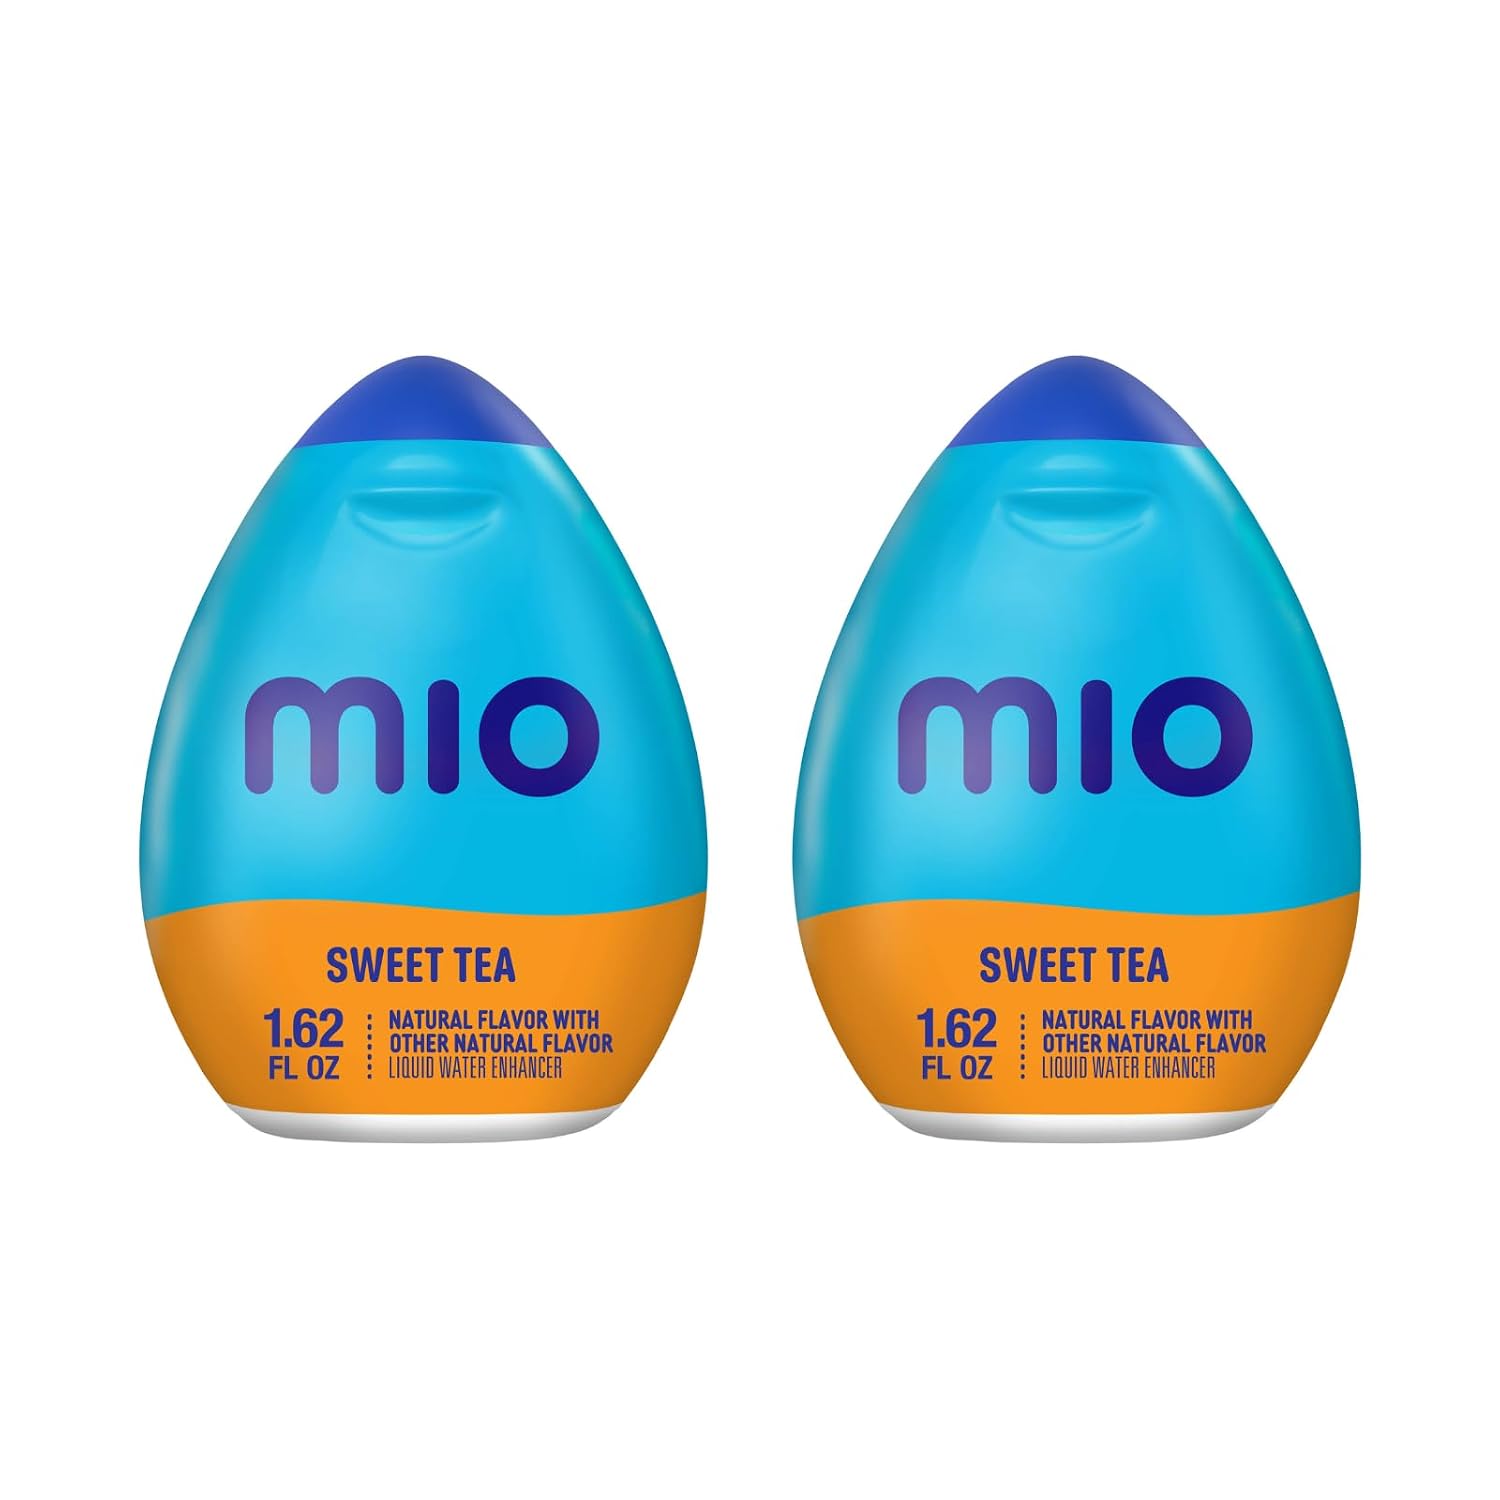 mio
SWEET TEA
1.62
FL OZ
NATURAL FLAVOR WITH
OTHER NATURAL FLAVOR
LIQUID WATER ENHANCER
mio
SWEET TEA
1.62
FL OZ
NATURAL FLAVOR WITH
OTHER NATURAL FLAVOR
LIQUID WATER ENHANCER